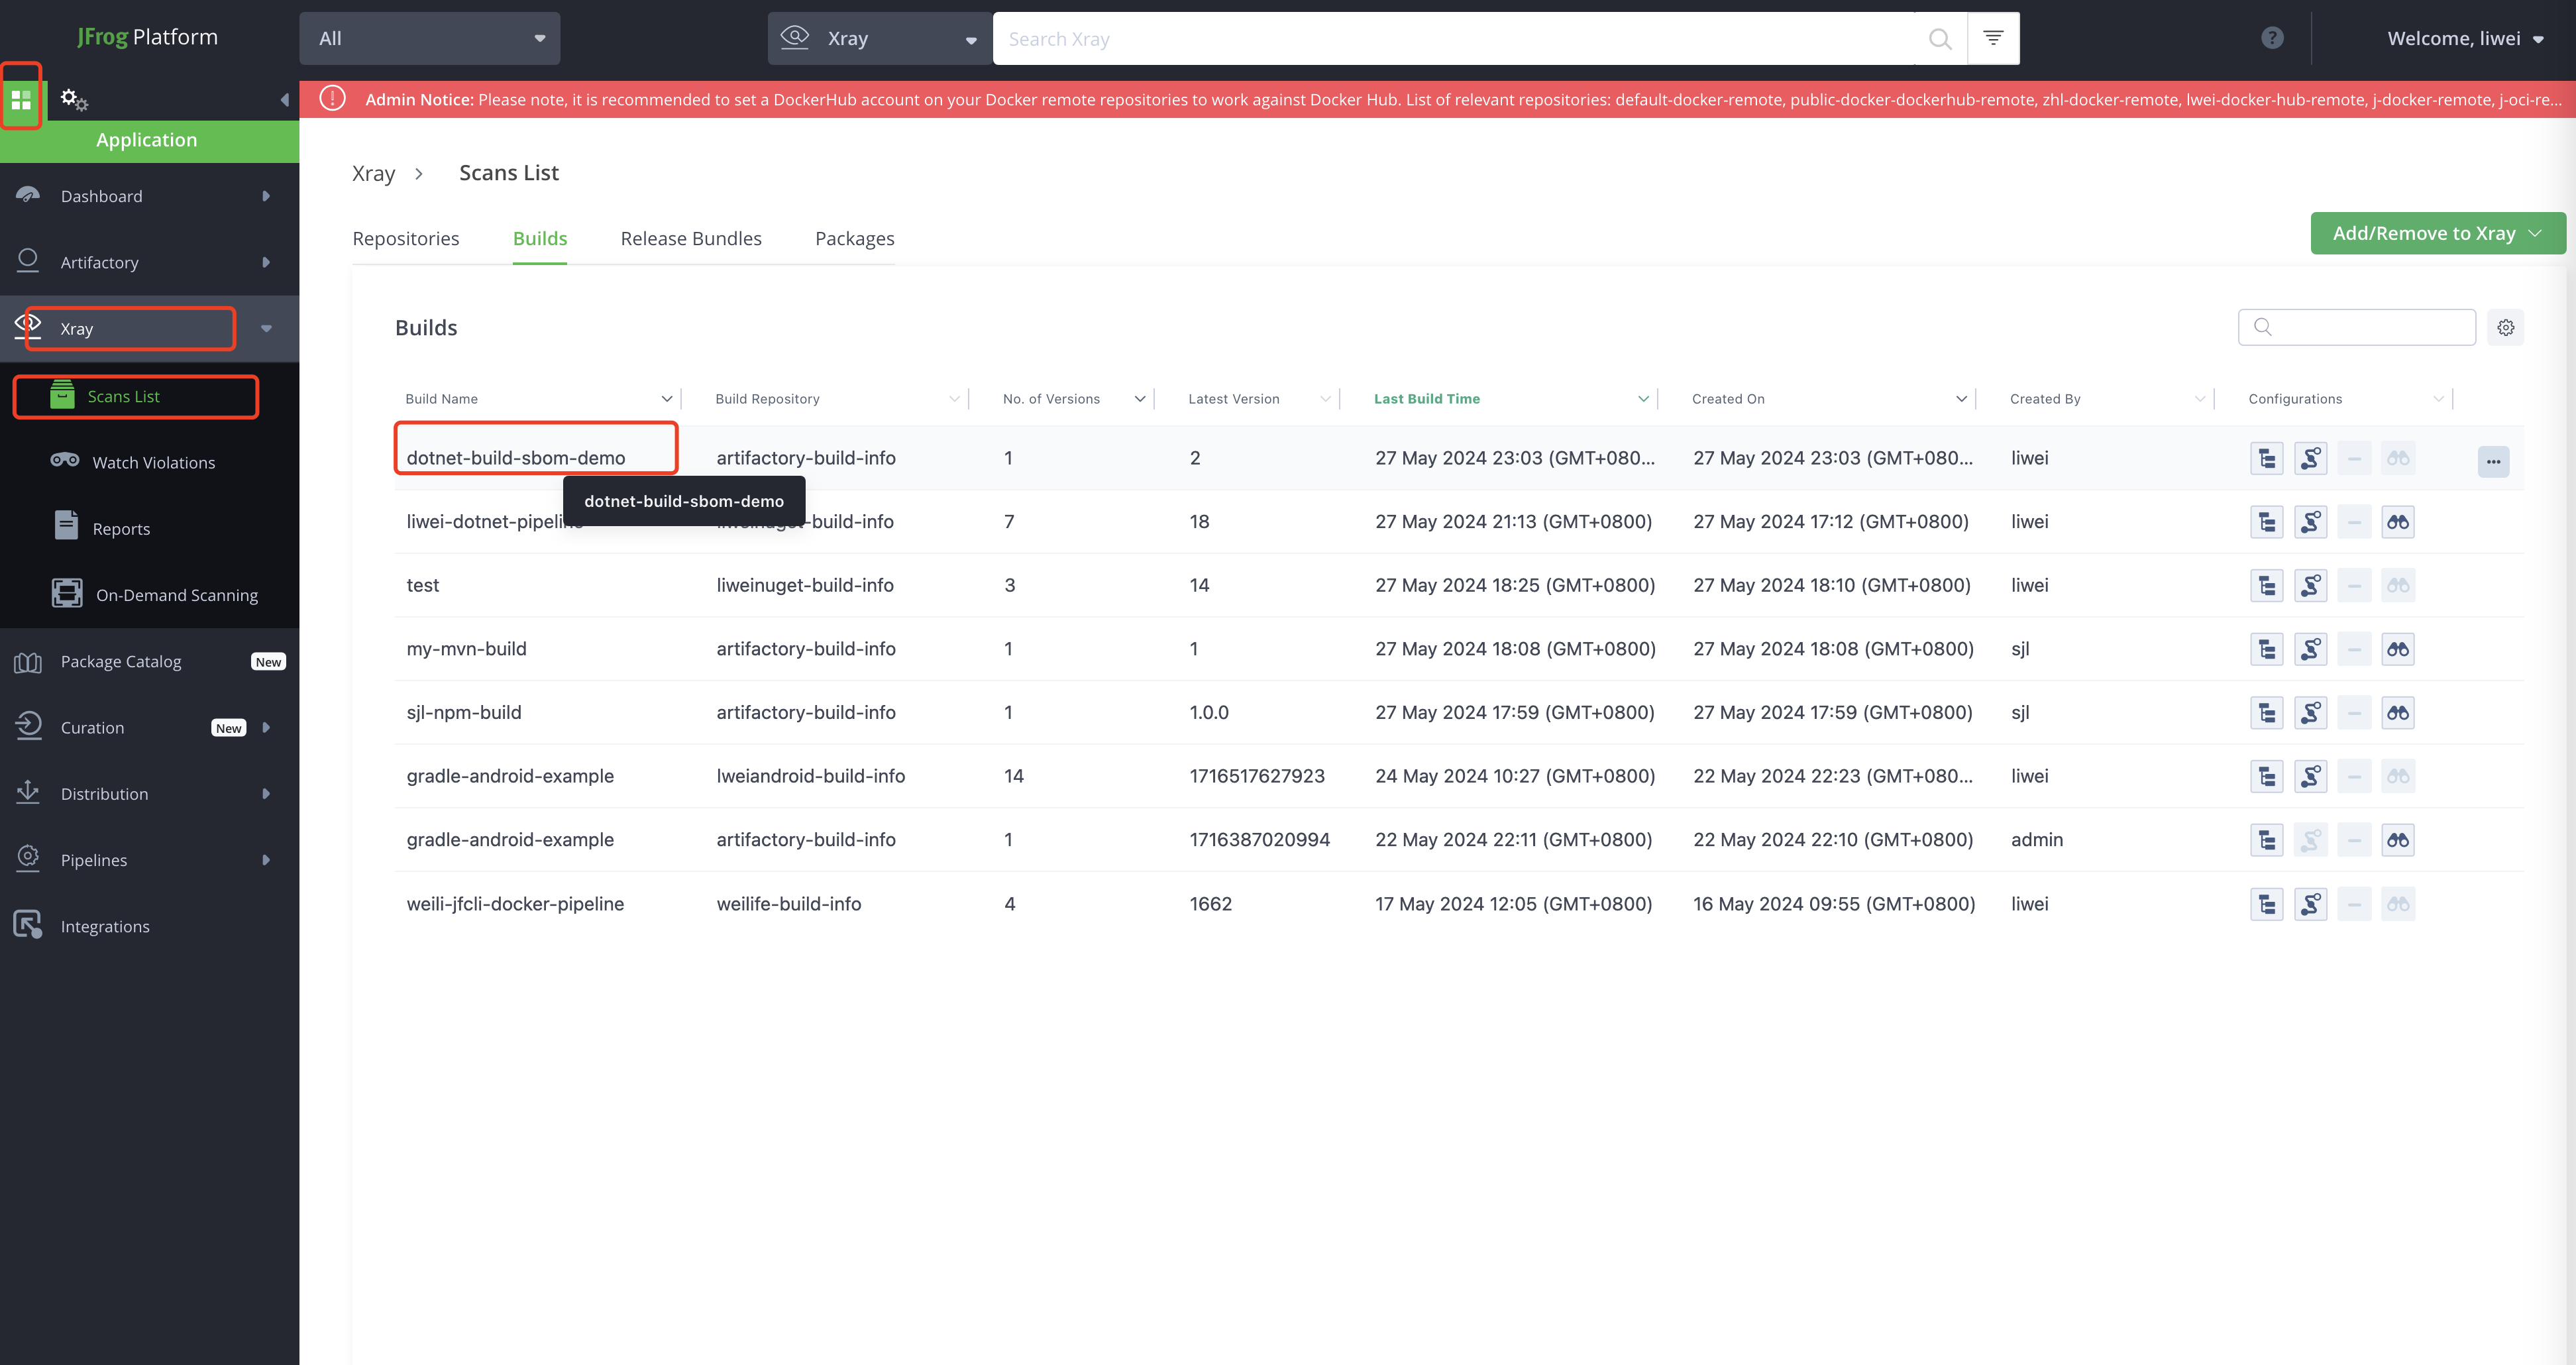 JFrog Platform
All
Xray
Search Xray
?
Welcome, liwei
Admin Notice: Please note, it is recommended to set a DockerHub account on your Docker remote repositories to work against Docker Hub. List of relevant repositories: default-docker-remote, public-docker-dockerhub-remote, zhl-docker-remote, lwei-docker-hub-remote, j-docker-remote, j-oci-re...
Application
Dashboard
Artifactory
Xray
Scans List
Watch Violations
Reports
On-Demand Scanning
Package Catalog New
Curation New
Distribution
Pipelines
Integrations
Xray > Scans List
Repositories Builds Release Bundles Packages
Add/Remove to Xray
Builds
Build Name Build Repository No. of Versions Latest Version Last Build Time Created On Created By Configurations
dotnet-build-sbom-demo artifactory-build-info 1 2 27 May 2024 23:03 (GMT+080... 27 May 2024 23:03 (GMT+080... liwei
dotnet-build-sbom-demo
liwei-dotnet-pipeline liweinuget-build-info 7 18 27 May 2024 21:13 (GMT+0800) 27 May 2024 17:12 (GMT+0800) liwei
test liweinuget-build-info 3 14 27 May 2024 18:25 (GMT+0800) 27 May 2024 18:10 (GMT+0800) liwei
my-mvn-build artifactory-build-info 1 1 27 May 2024 18:08 (GMT+0800) 27 May 2024 18:08 (GMT+0800) sjl
sjl-npm-build artifactory-build-info 1 1.0.0 27 May 2024 17:59 (GMT+0800) 27 May 2024 17:59 (GMT+0800) sjl
gradle-android-example lweiandroid-build-info 14 1716517627923 24 May 2024 10:27 (GMT+0800) 22 May 2024 22:23 (GMT+080... liwei
gradle-android-example artifactory-build-info 1 1716387020994 22 May 2024 22:11 (GMT+0800) 22 May 2024 22:10 (GMT+0800) admin
weili-jfcli-docker-pipeline weilife-build-info 4 1662 17 May 2024 12:05 (GMT+0800) 16 May 2024 09:55 (GMT+0800) liwei